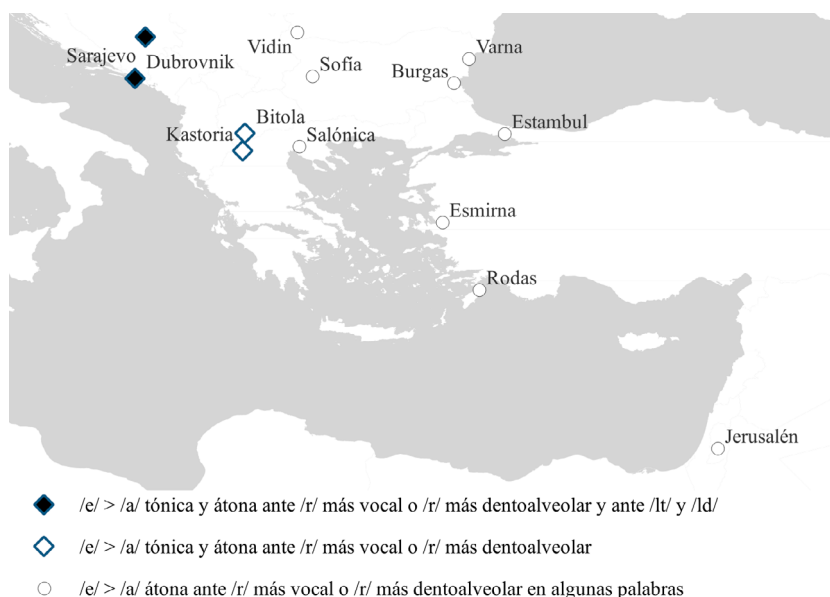 Vidin
Varna
Sarajevo
Dubrovnik
Sofía
Burgas
Bitola
Estambul
Kastoria
Salónica
Esmirna
Rodas
Jerusalén
/e/ > /a/ tónica y átona ante /r/ más vocal o /r/ más dentoalveolar y ante /lt/ y /ld/
/e/ > /a/ tónica y átona ante /r/ más vocal o /r/ más dentoalveolar
/e/ > /a/ átona ante /r/ más vocal o /r/ más dentoalveolar en algunas palabras